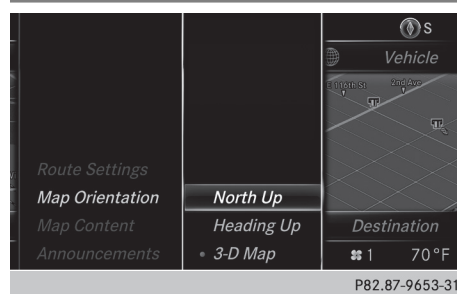 S
Vehicle
E 116th St
2nd Ave
Route Settings
Map Orientation
North Up
Map Content
Heading Up
Destination
Announcements
• 3-D Map
1
70°F
P82.87-9653-31